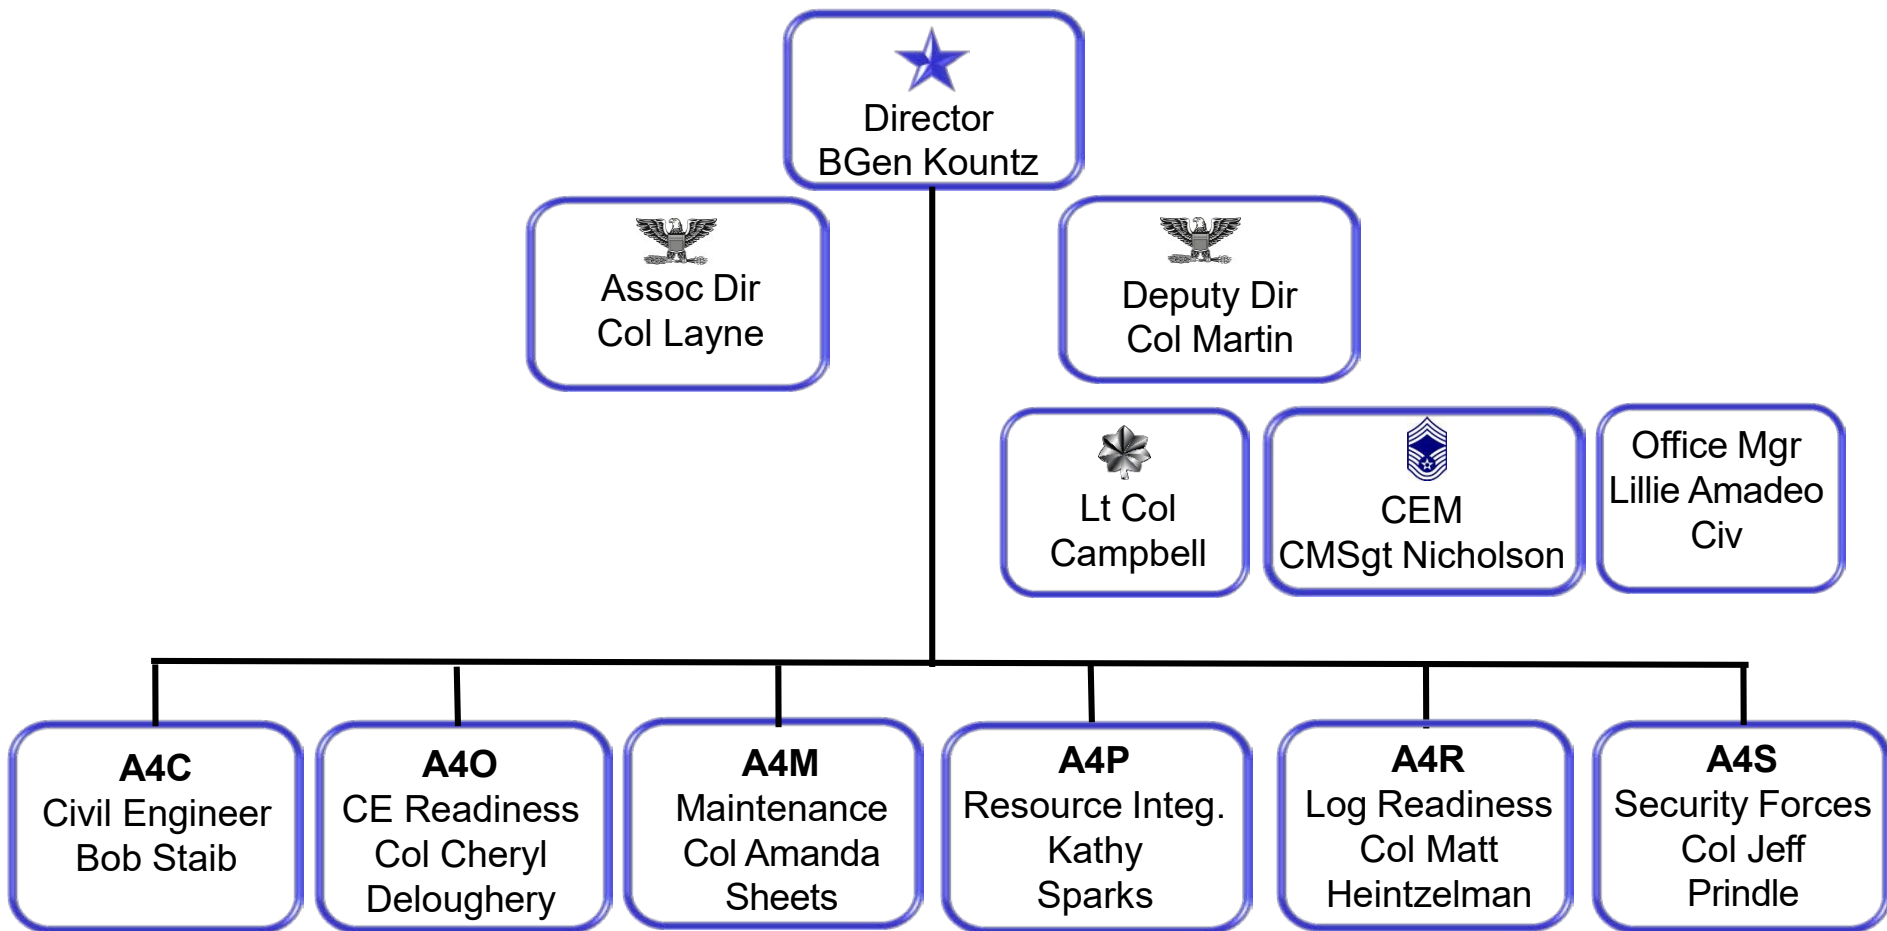 Director
BGen Kountz
Assoc Dir
Col Layne
Deputy Dir
Col Martin
Lt Col
Campbell
CEM
CMSgt Nicholson
Office Mgr
Lillie Amadeo
Civ
A4C
Civil Engineer
Bob Staib
A4O
CE Readiness
Col Cheryl
Deloughery
A4M
Maintenance
Col Amanda
Sheets
A4P
Resource Integ.
Kathy
Sparks
A4R
Log Readiness
Col Matt
Heintzelman
A4S
Security Forces
Col Jeff
Prindle